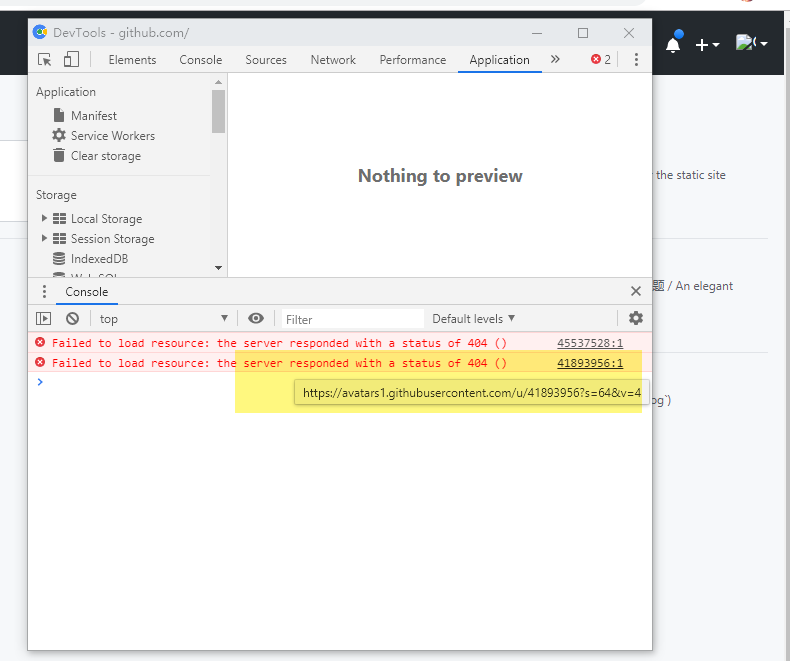 DevTools - github.com/
Elements Console Sources Network Performance Application » 2
Application
Manifest
Service Workers
Clear storage
Nothing to preview
the static site
Storage
Local Storage
Session Storage
IndexedDB
Web SQL
题 / An elegant
Console
top Filter Default levels
Failed to load resource: the server responded with a status of 404 () 45537528:1
Failed to load resource: the server responded with a status of 404 () 41893956:1
https://avatars1.githubusercontent.com/u/41893956?s=64&v=4
og`)